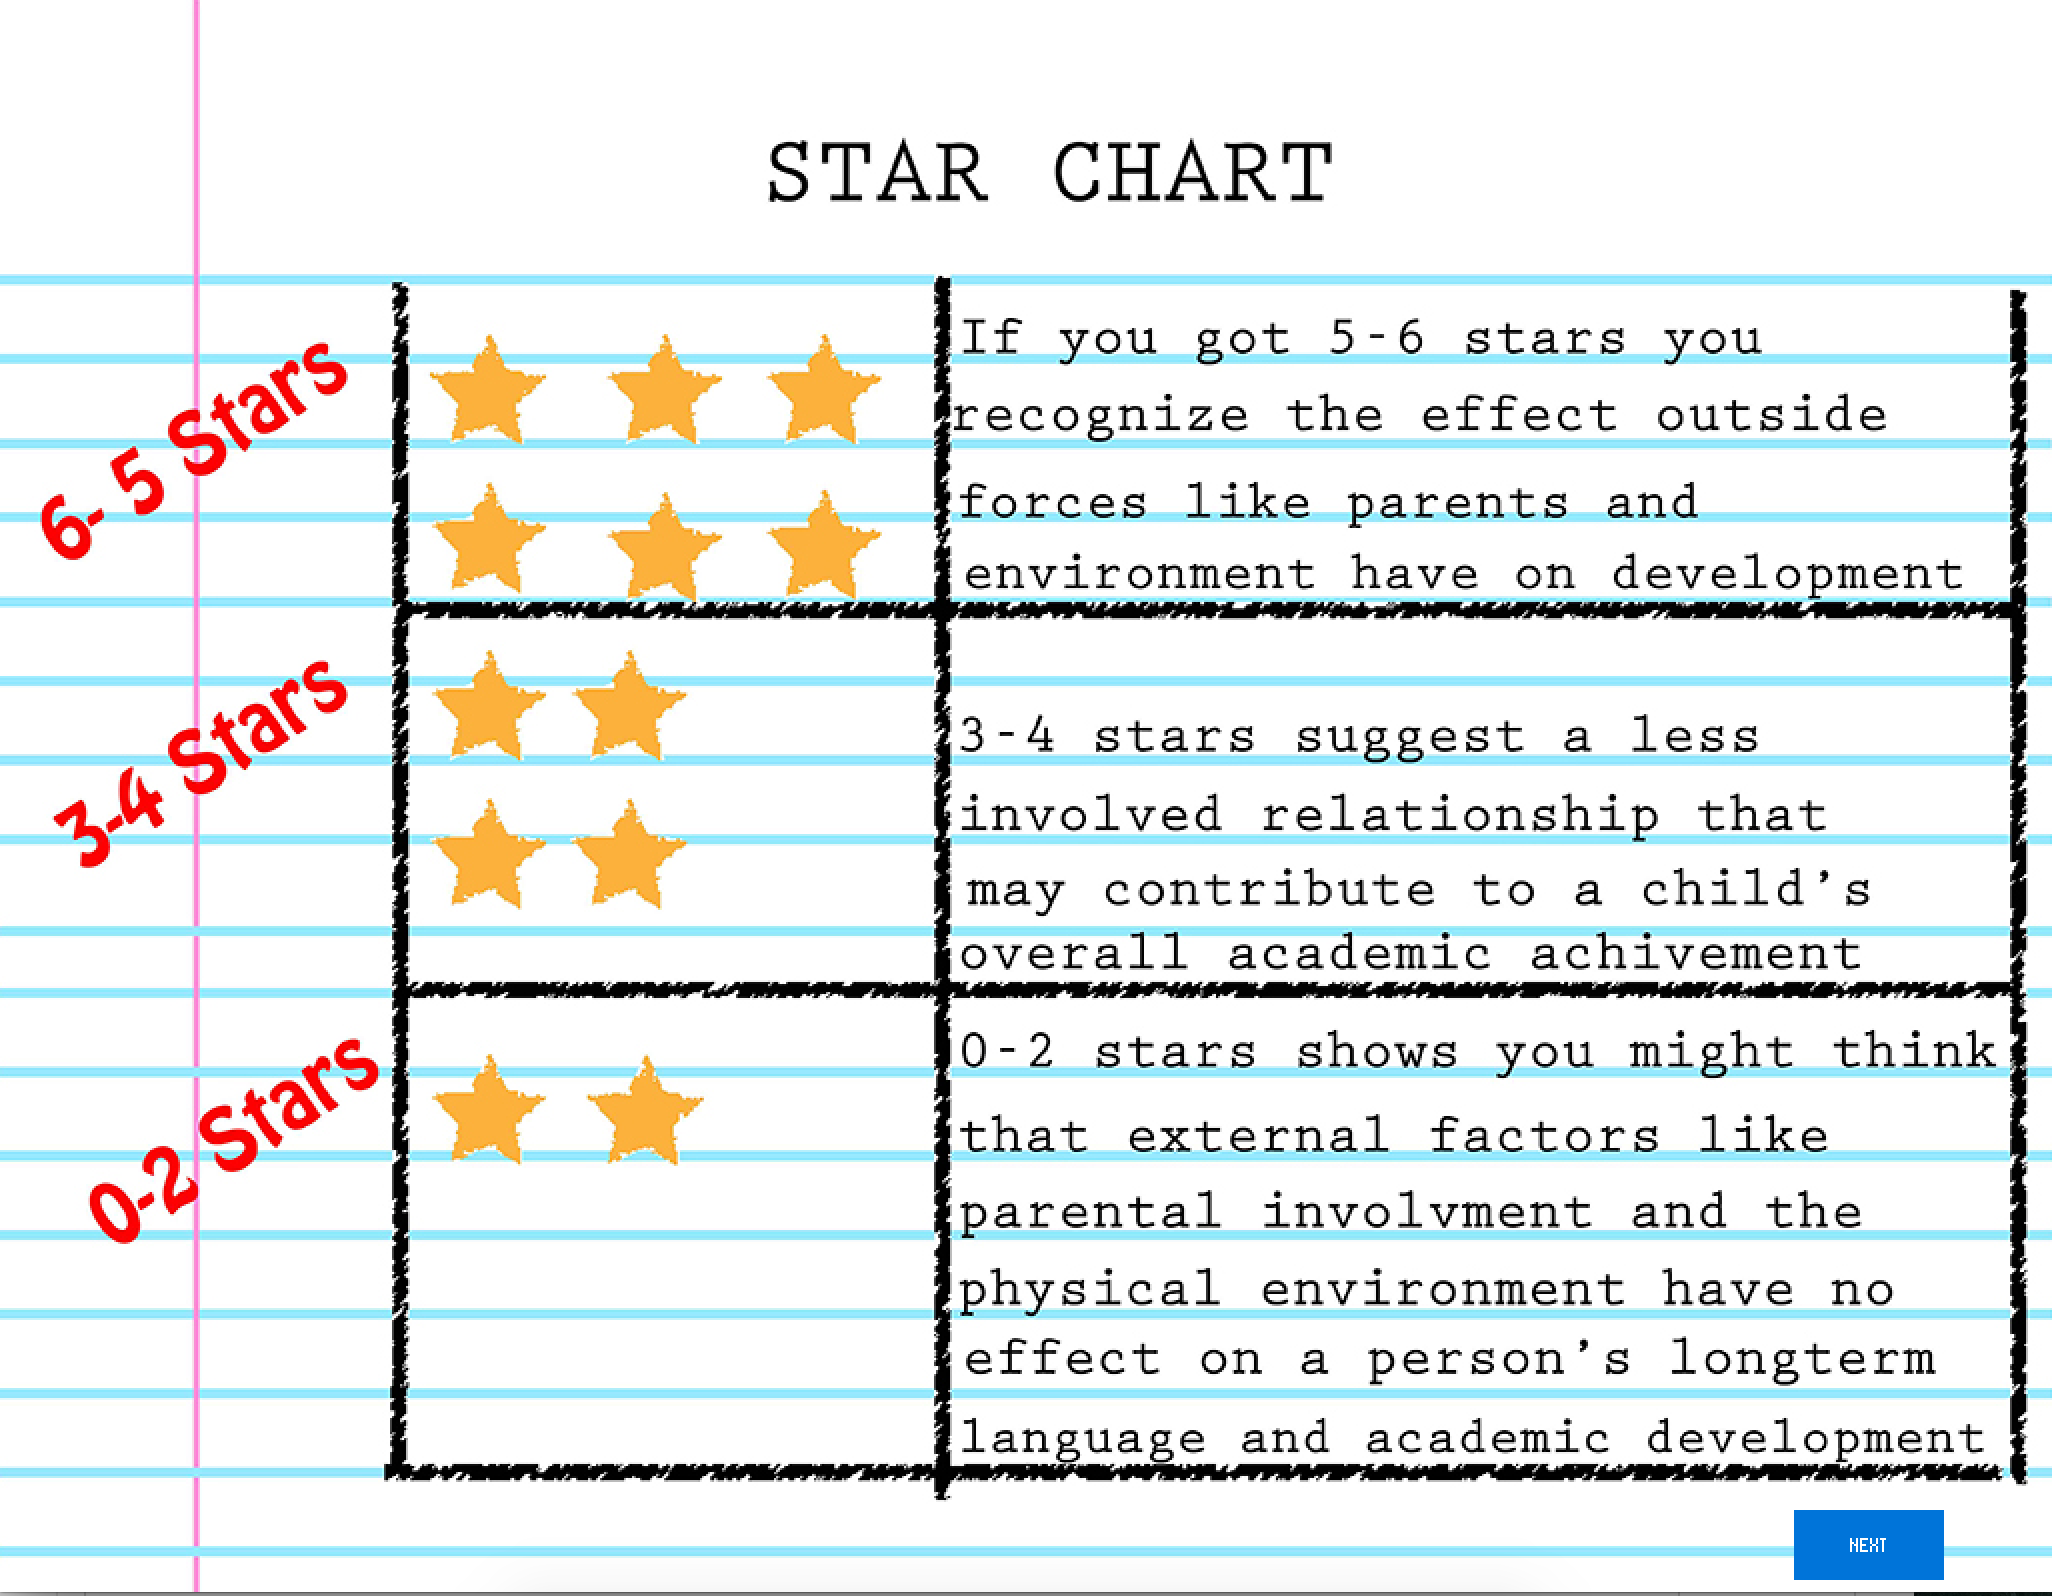 STAR CHART
6- 5 Stars
If you got 5-6 stars you
recognize the effect outside
forces like parents and
environment have on development
3-4 Stars
3-4 stars suggest a less
involved relationship that
may contribute to a child’s
overall academic achivement
0-2 Stars
0-2 stars shows you might think
that external factors like
parental involvment and the
physical environment have no
effect on a person’s longterm
language and academic development
NEXT